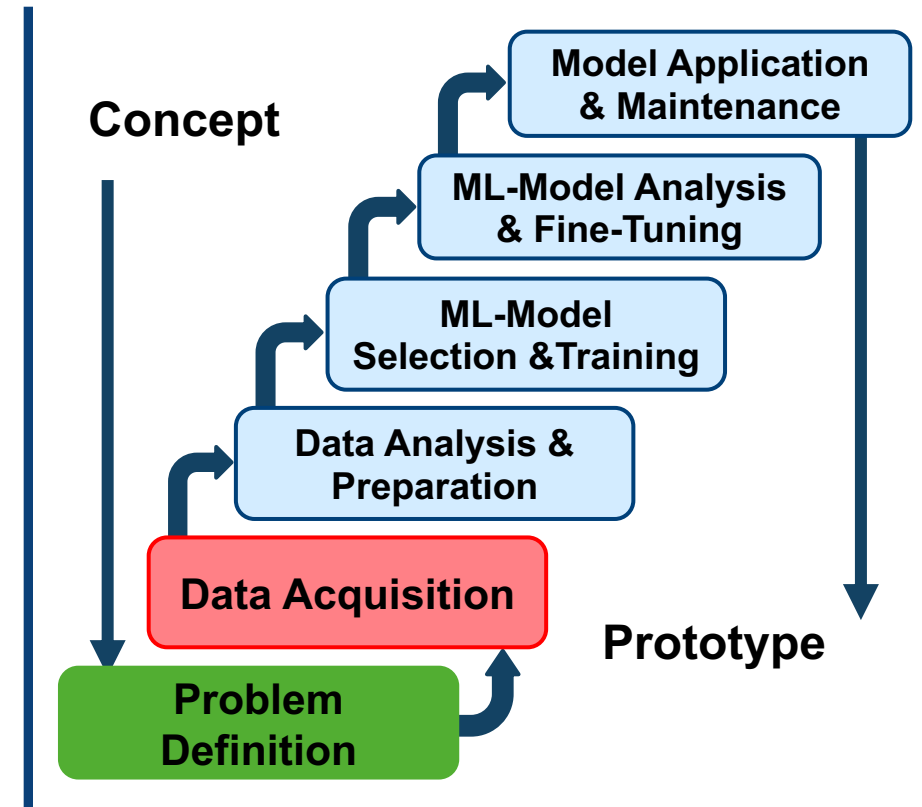 Model Application
& Maintenance
Concept
ML-Model Analysis
& Fine-Tuning
ML-Model
Selection &Training
Data Analysis &
Preparation
Data Acquisition
Prototype
Problem
Definition